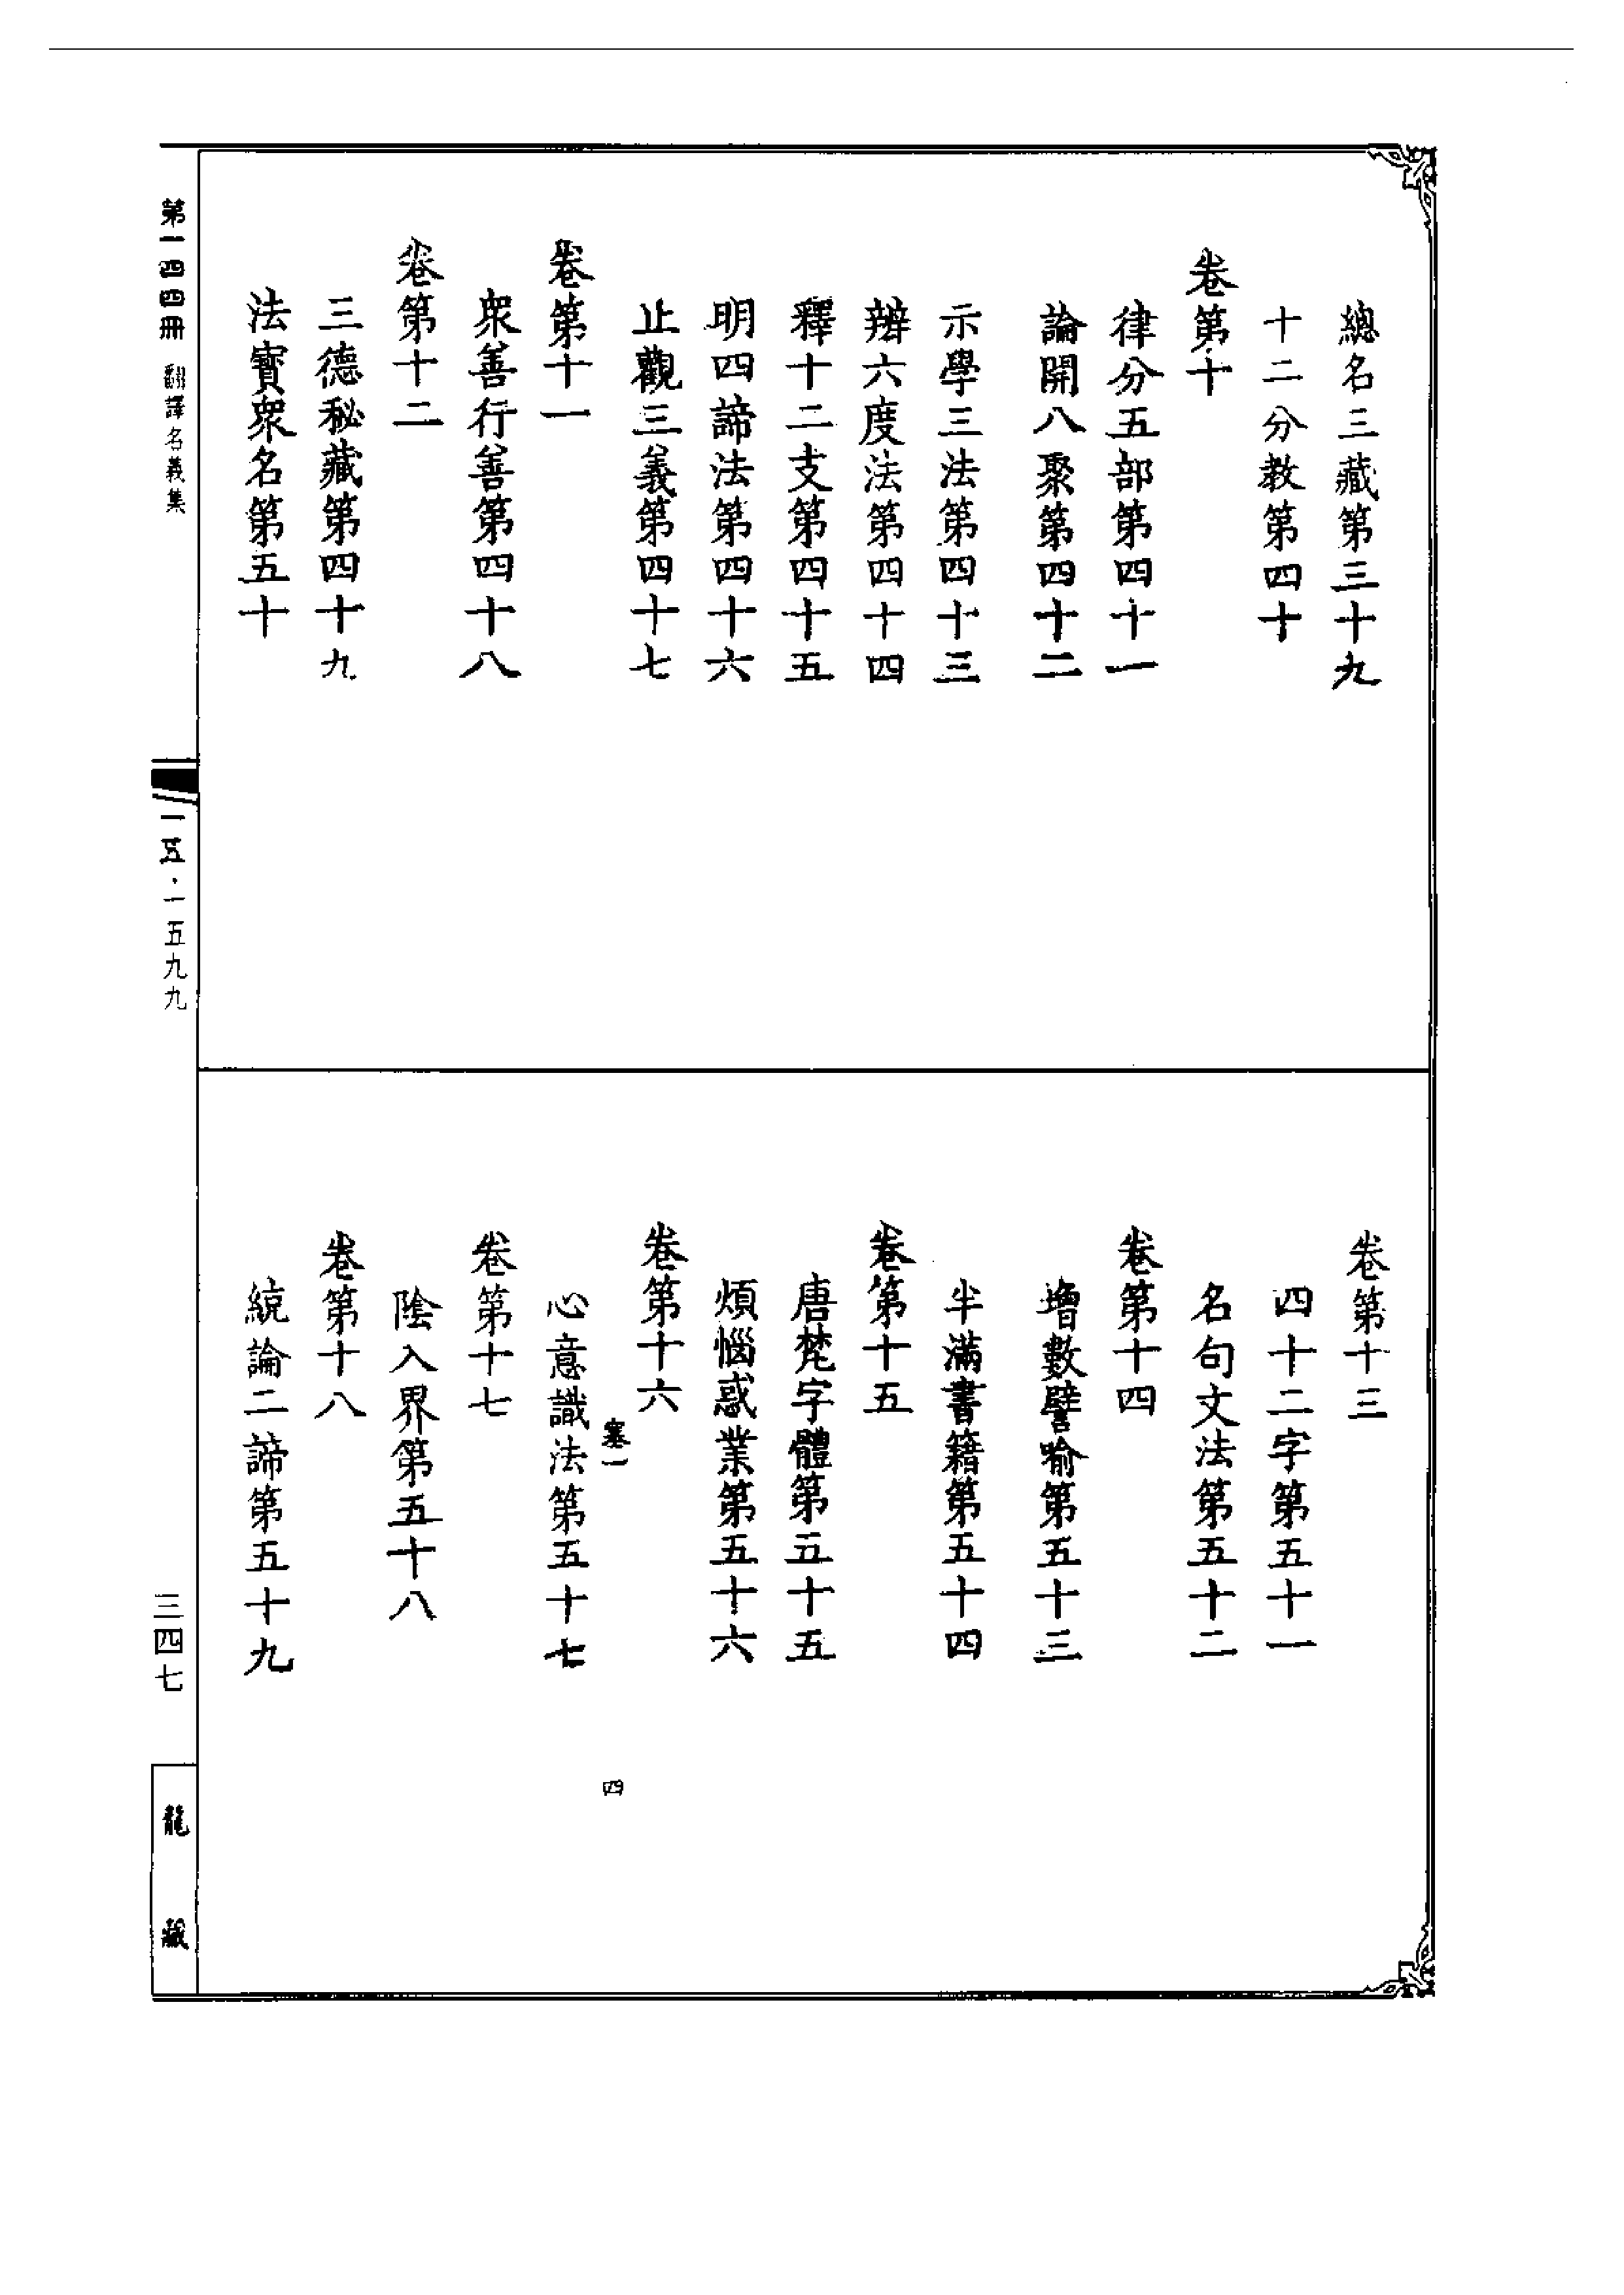 總名三藏第三十九
十二分教第四十
卷第十
律分五部第四十一
論開八聚第四十二
示學三法第四十三
辨六度法第四十四
釋十二支第四十五
明四諦法第四十六
止觀三義第四十七
卷第十一
衆善行善第四十八
卷第十二
三德秘藏第四十九
法寶衆名第五十
卷第十三
四十二字第五十一
名句文法第五十二
卷第十四
增數譬喻第五十三
半滿書籍第五十四
卷第十五
唐梵字體第五十五
煩惱惑業第五十六
卷第十六
蹇一
四
心意識法第五十七
卷第十七
陰入界第五十八
卷第十八
統論二諦第五十九
第一四四冊 翻譯名義集
一五·一五九九
三四七
龍藏